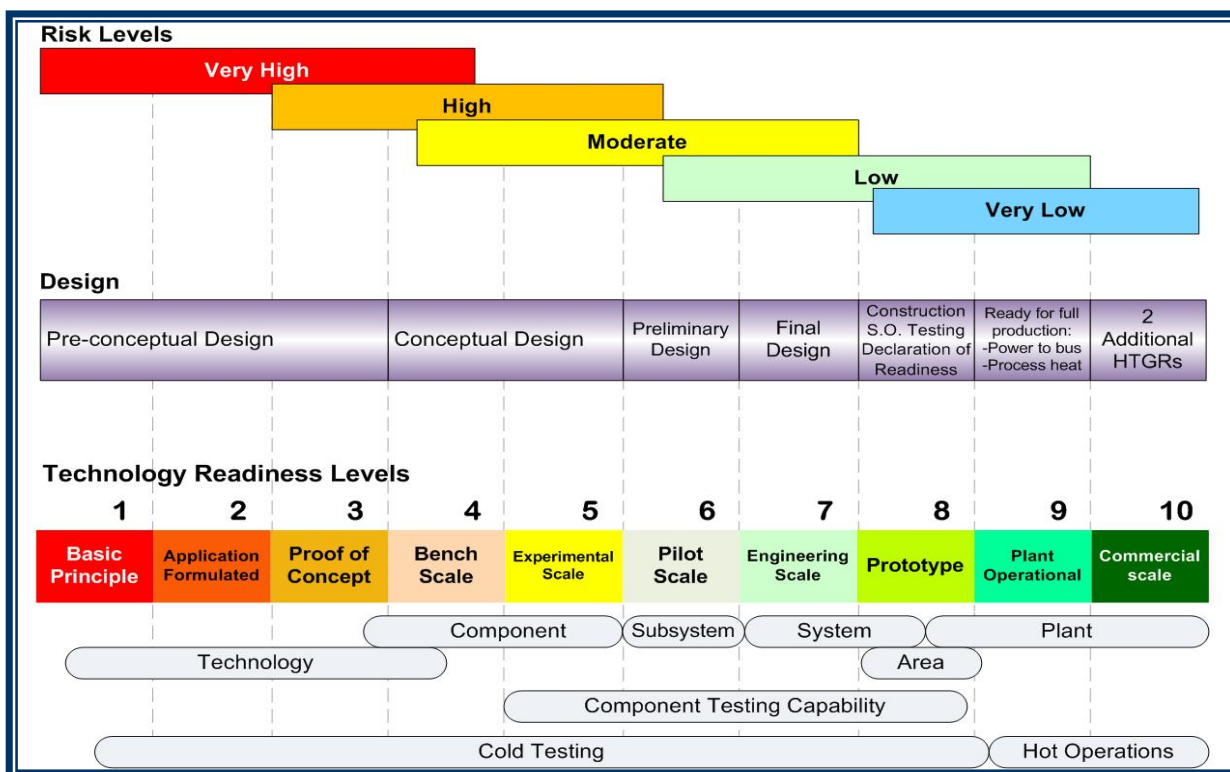 Risk Levels
Very High
High
Moderate
Low
Very Low
Design
Pre-conceptual Design
Conceptual Design
Preliminary
Design
Final
Design
Construction
S.O. Testing
Declaration of
Readiness
Ready for full
production:
-Power to bus
-Process heat
2
Additional
HTGRs
Technology Readiness Levels
1 2 3 4 5 6 7 8 9 10
Basic
Principle
Application
Formulated
Proof of
Concept
Bench
Scale
Experimental
Scale
Pilot
Scale
Engineering
Scale
Prototype
Plant
Operational
Commercial
scale
Component
Subsystem
System
Plant
Technology
Area
Component Testing Capability
Cold Testing
Hot Operations